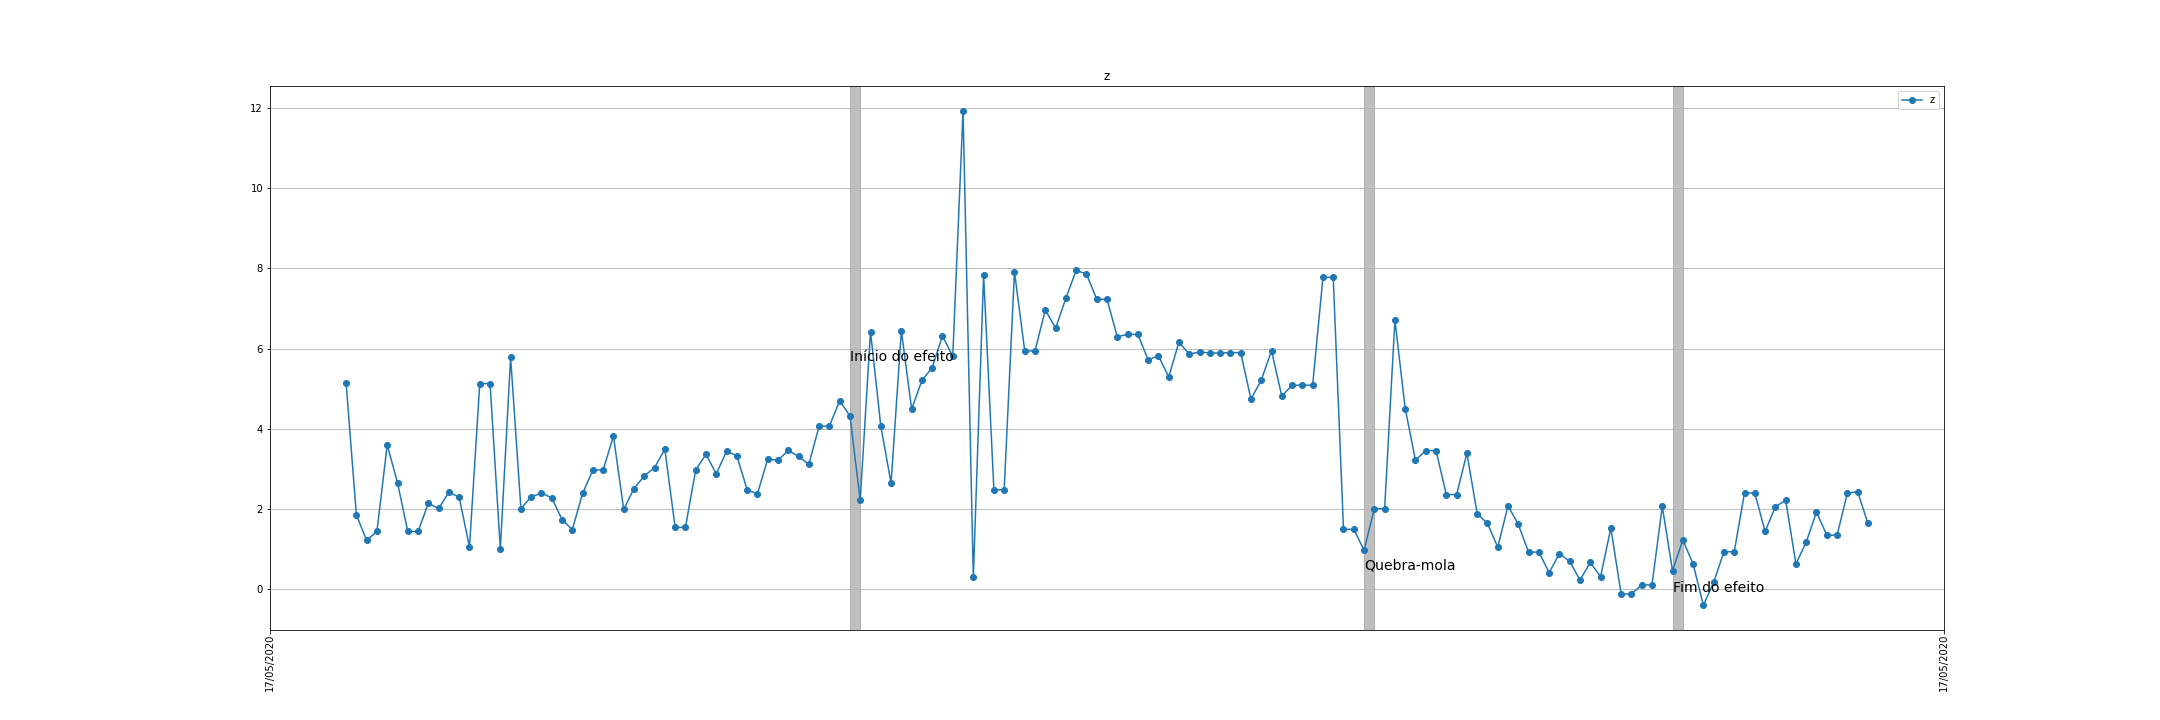 z
z
12
10
8
6
4
2
0
Início do efeito
Quebra-mola
Fim do efeito
17/05/2020
17/05/2020